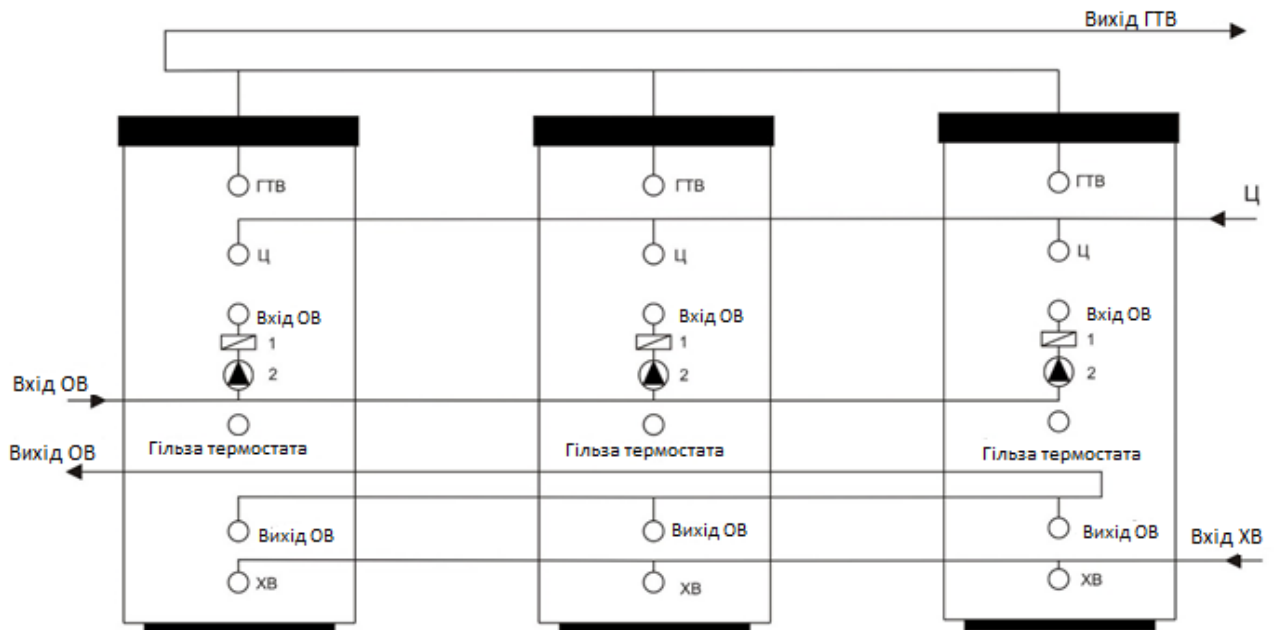 Вихід ГТВ
ГТВ
ГТВ
ГТВ
Ц
Ц
Ц
Ц
Вхід ОВ
Вхід ОВ
Вхід ОВ
1
1
1
2
2
2
Вхід ОВ
Гільза термостата
Гільза термостата
Гільза термостата
Вихід ОВ
Вихід ОВ
Вихід ОВ
Вихід ОВ
Вхід ХВ
ХВ
ХВ
ХВ